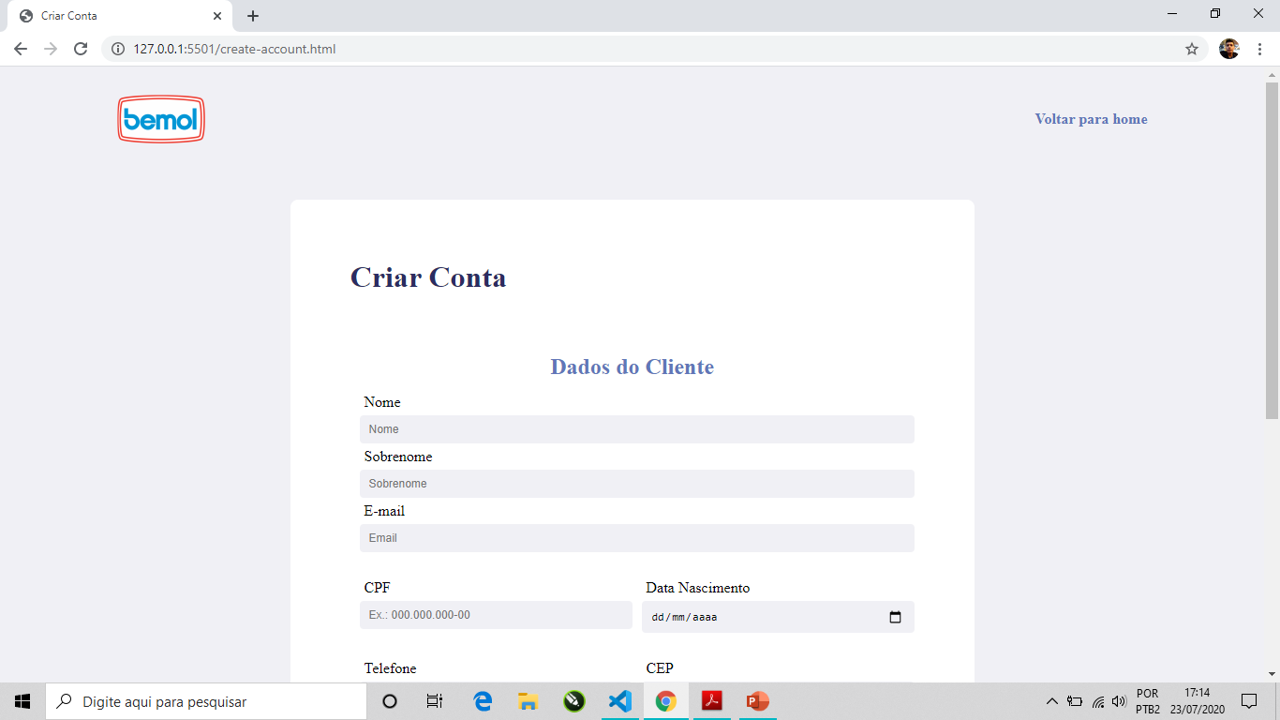 Criar Conta
127.0.0.1:5501/create-account.html
bemol
Voltar para home
Criar Conta
Dados do Cliente
Nome
Nome
Sobrenome
Sobrenome
E-mail
Email
CPF
Data Nascimento
Ex.: 000.000.000-00
dd/mm/aaaa
Telefone
CEP
Digite aqui para pesquisar
POR
PTB2
17:14
23/07/2020